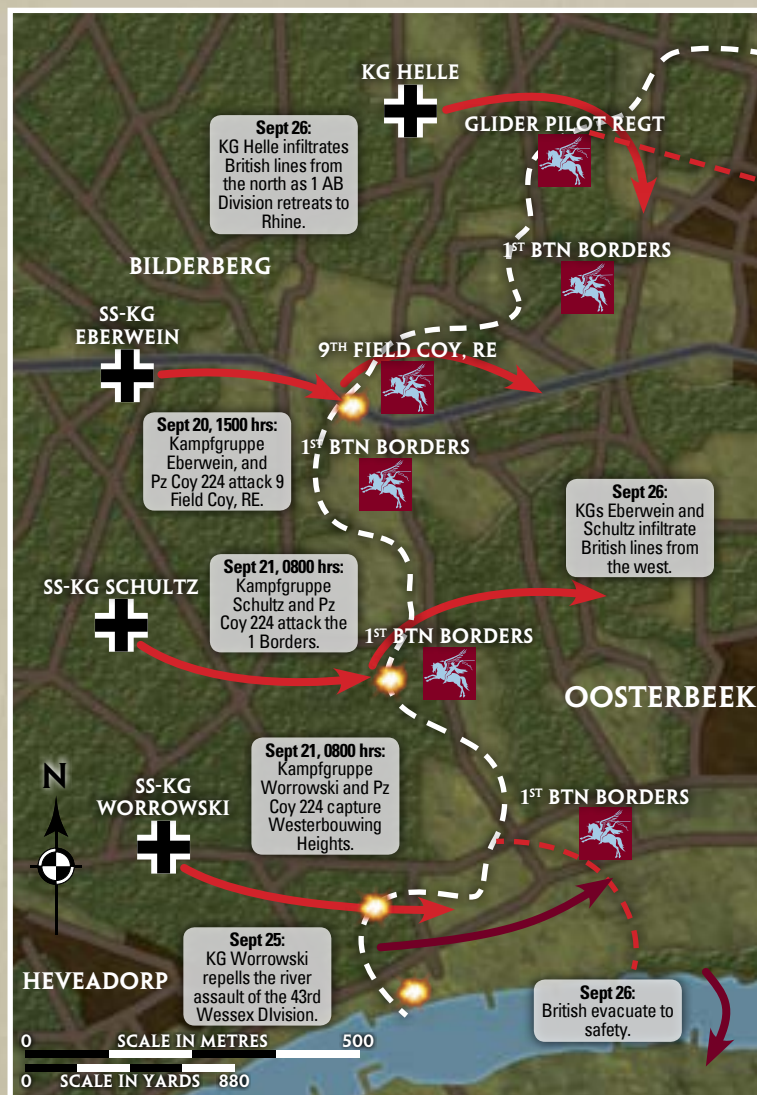 KG HELLE
GLIDER PILOT REGT
Sept 26:
KG Helle infiltrates
British lines from
the north as 1 AB
Division retreats to
Rhine.
1ST BTN BORDERS
BILDERBERG
SS-KG
EBERWEIN
9TH FIELD COY, RE
Sept 20, 1500 hrs:
Kampfgruppe
Eberwein, and
Pz Coy 224 attack 9
Field Coy, RE.
1ST BTN BORDERS
Sept 26:
KGs Eberwein and
Schultz infiltrate
British lines from
the west.
SS-KG SCHULTZ
Sept 21, 0800 hrs:
Kampfgruppe
Schultz and Pz
Coy 224 attack the
1 Borders.
1ST BTN BORDERS
OOSTERBEEK
N
SS-KG
WORROWSKI
Sept 21, 0800 hrs:
Kampfgruppe
Worrowski and Pz
Coy 224 capture
Westerbouwing
Heights.
1ST BTN BORDERS
HEVEADORP
Sept 25:
KG Worrowski
repells the river
assault of the 43rd
Wessex DIvision.
Sept 26:
British evacuate to
safety.
0 SCALE IN METRES 500
0 SCALE IN YARDS 880